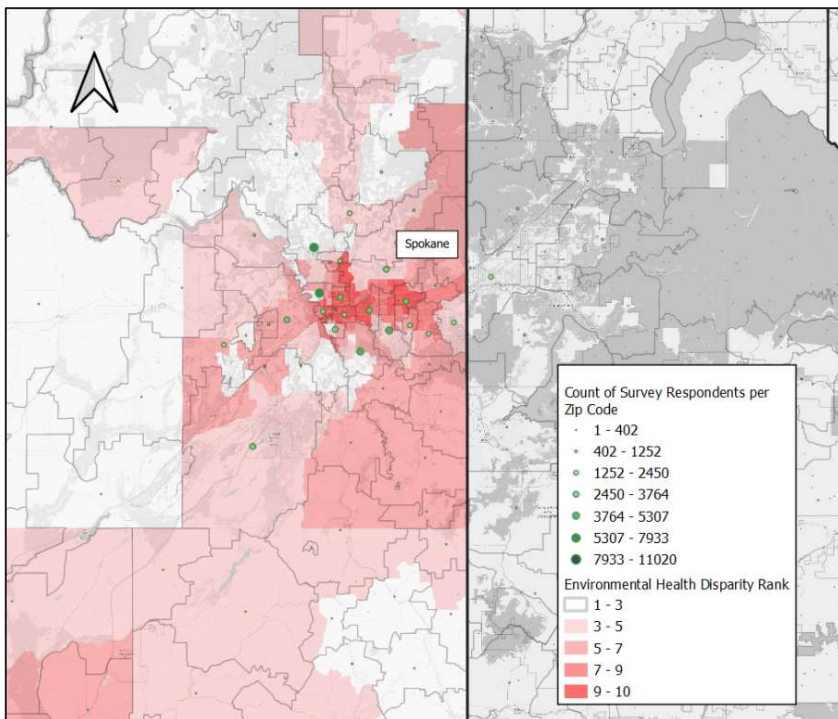 Spokane
Count of Survey Respondents per
Zip Code
1 - 402
402 - 1252
1252 - 2450
2450 - 3764
3764 - 5307
5307 - 7933
7933 - 11020
Environmental Health Disparity Rank
1 - 3
3 - 5
5 - 7
7 - 9
9 - 10